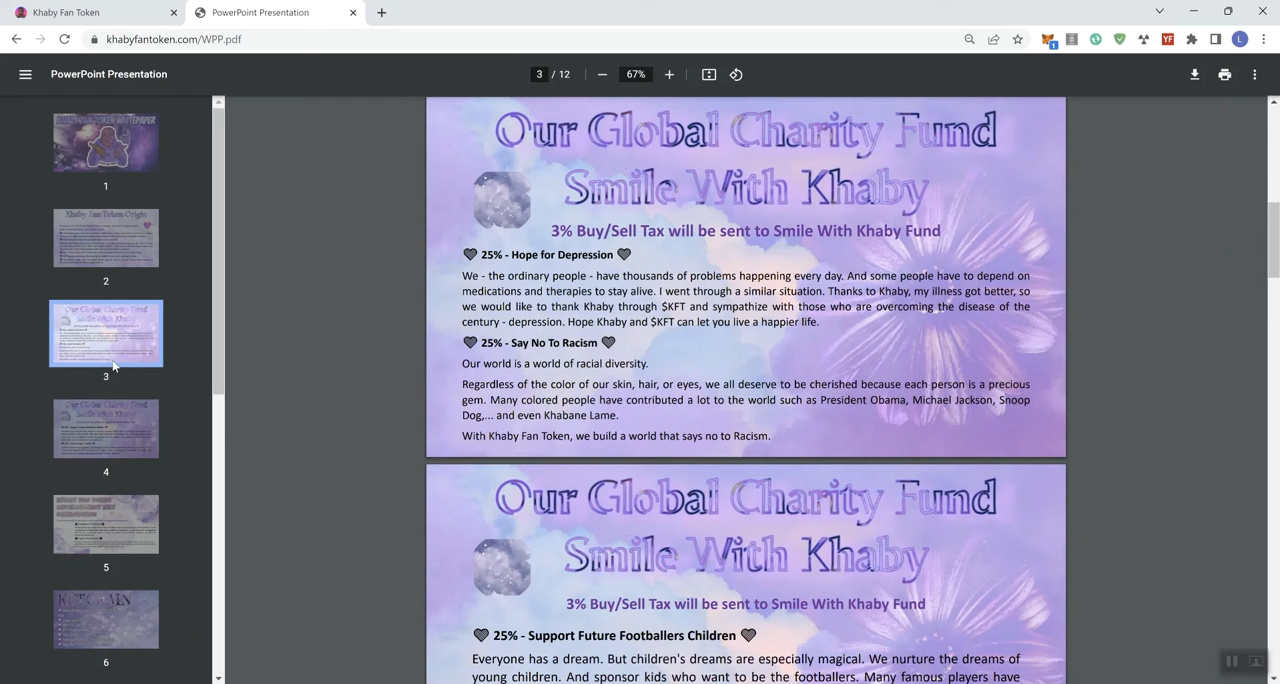 Khaby Fan Token
PowerPoint Presentation
khabyfantoken.com/WPP.pdf
1
YF
L
PowerPoint Presentation
3 / 12
67%
KHABY FANTOKEN WHITEPAPER
1
Khaby Fan Token Origin
2
Our Global Charity Fund
Smile With Khaby
3
Our Global Charity Fund
Smile With Khaby
4
5
6
Our Global Charity Fund
Smile With Khaby
3% Buy/Sell Tax will be sent to Smile With Khaby Fund
25% - Hope for Depression
We - the ordinary people - have thousands of problems happening every day. And some people have to depend on
medications and therapies to stay alive. I went through a similar situation. Thanks to Khaby, my illness got better, so
we would like to thank Khaby through $KFT and sympathize with those who are overcoming the disease of the
century - depression. Hope Khaby and $KFT can let you live a happier life.
25% - Say No To Racism
Our world is a world of racial diversity.
Regardless of the color of our skin, hair, or eyes, we all deserve to be cherished because each person is a precious
gem. Many colored people have contributed a lot to the world such as President Obama, Michael Jackson, Snoop
Dog,... and even Khabane Lame.
With Khaby Fan Token, we build a world that says no to Racism.
Our Global Charity Fund
Smile With Khaby
3% Buy/Sell Tax will be sent to Smile With Khaby Fund
25% - Support Future Footballers Children
Everyone has a dream. But children's dreams are especially magical. We nurture the dreams of
young children. And sponsor kids who want to be the footballers. Many famous players have